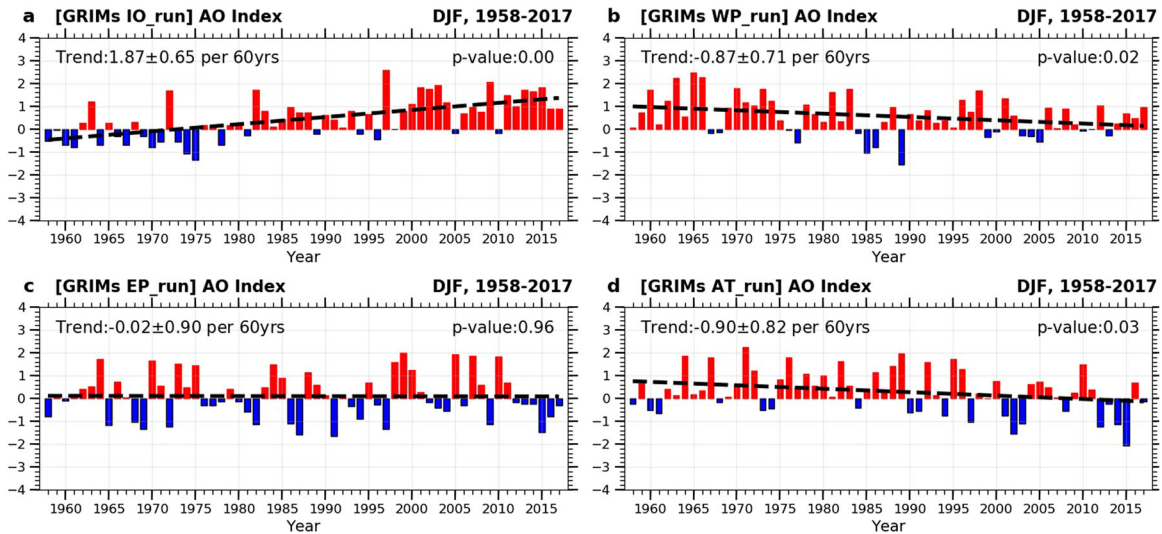 a [GRIMs IO_run] AO Index DJF, 1958-2017
Trend:1.87±0.65 per 60yrs p-value:0.00
4
3
2
1
0
−1
−2
−3
−4
1960 1965 1970 1975 1980 1985 1990 1995 2000 2005 2010 2015
Year
b [GRIMs WP_run] AO Index DJF, 1958-2017
Trend:-0.87±0.71 per 60yrs p-value:0.02
4
3
2
1
0
−1
−2
−3
−4
1960 1965 1970 1975 1980 1985 1990 1995 2000 2005 2010 2015
Year
c [GRIMs EP_run] AO Index DJF, 1958-2017
Trend:-0.02±0.90 per 60yrs p-value:0.96
4
3
2
1
0
−1
−2
−3
−4
1960 1965 1970 1975 1980 1985 1990 1995 2000 2005 2010 2015
Year
d [GRIMs AT_run] AO Index DJF, 1958-2017
Trend:-0.90±0.82 per 60yrs p-value:0.03
4
3
2
1
0
−1
−2
−3
−4
1960 1965 1970 1975 1980 1985 1990 1995 2000 2005 2010 2015
Year